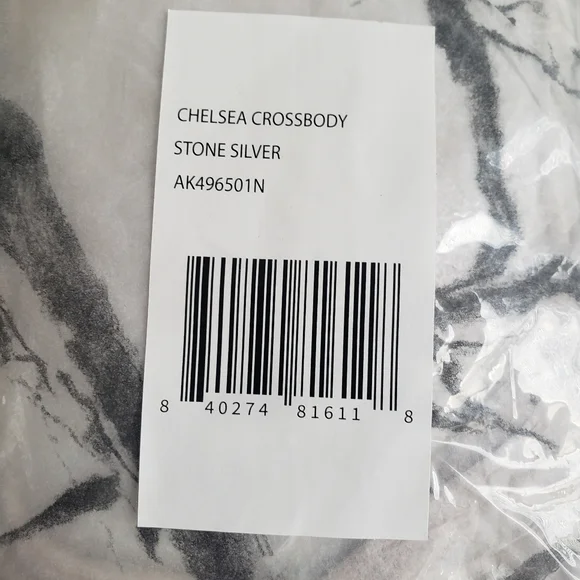 CHELSEA CROSSBODY
STONE SILVER
AK496501N
8 40274 81611 8